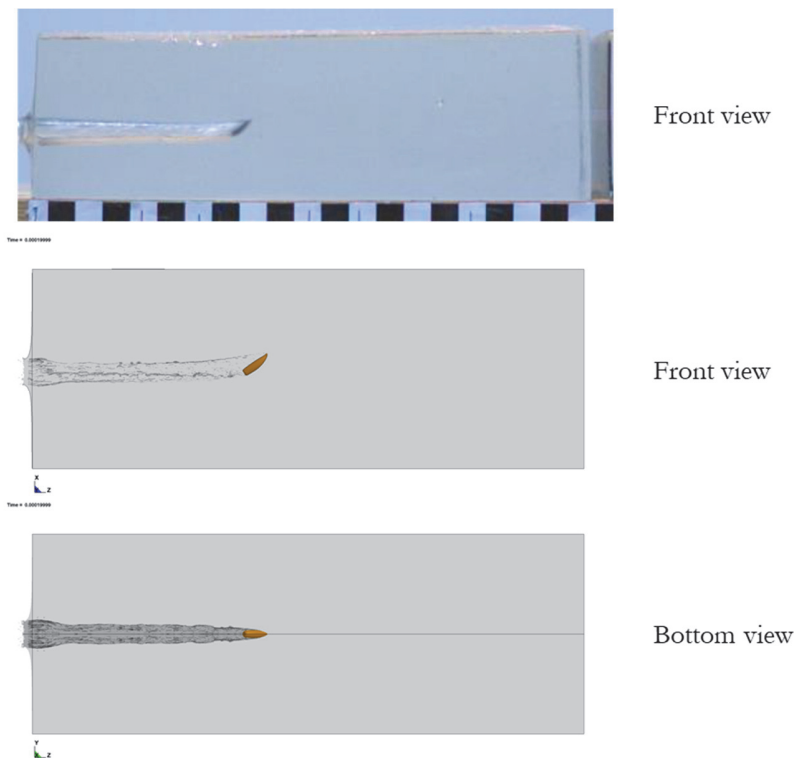 Front view
Time = 0.00019999
Front view
X
Z
Time = 0.00019999
Bottom view
Y
Z